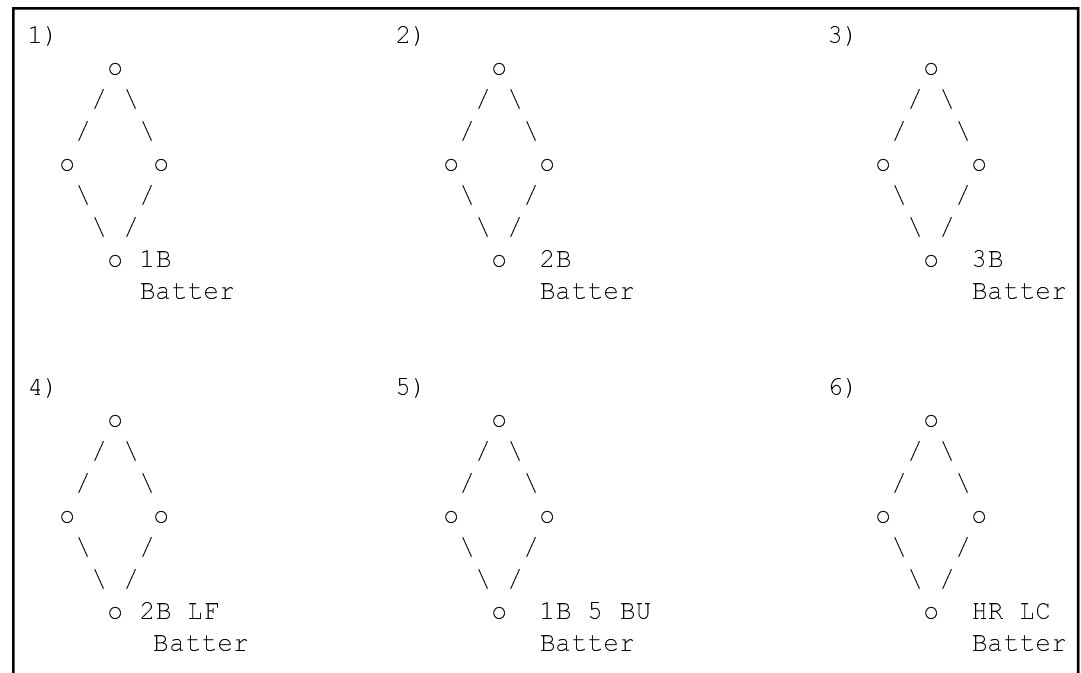 1) 2) 3)
o o o
/ \ / \ / \
/ \ / \ / \
o o o o o o
\ / \ / \ /
\ / \ / \ /
o 1B o 2B o 3B
Batter Batter Batter
4) 5) 6)
o o o
/ \ / \ / \
/ \ / \ / \
o o o o o o
\ / \ / \ /
\ / \ / \ /
o 2B LF o 1B 5 BU o HR LC
Batter Batter Batter